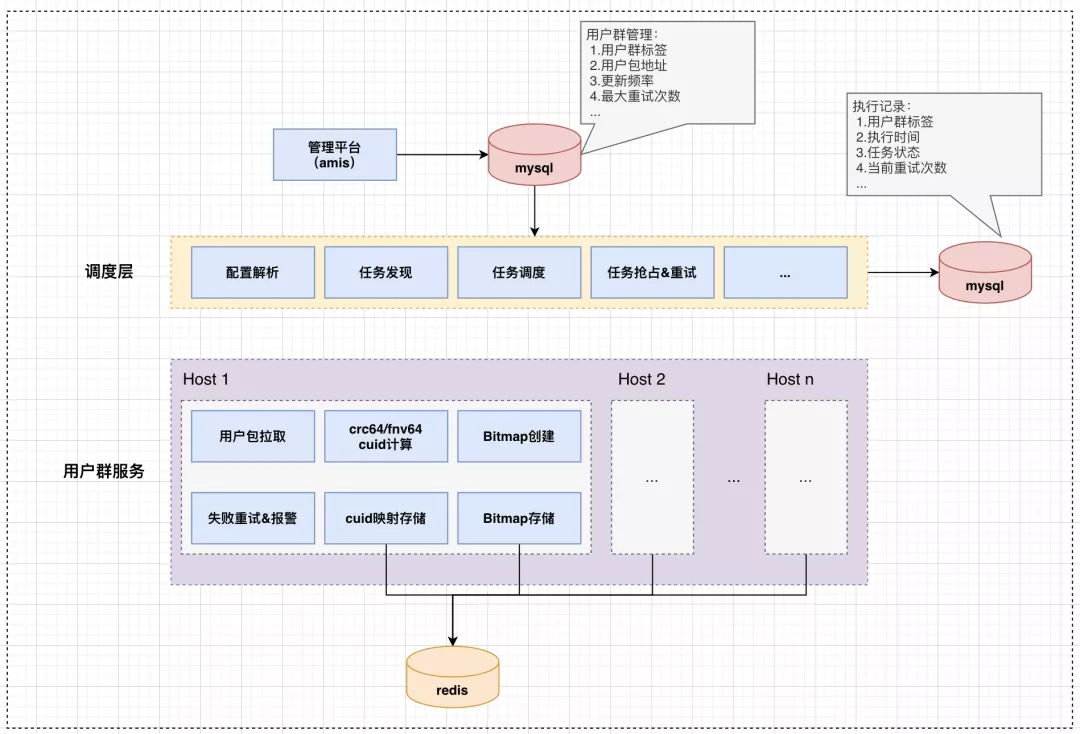 用户群管理：
1.用户群标签
2.用户包地址
3.更新频率
4.最大重试次数
...
执行记录：
1.用户群标签
2.执行时间
3.任务状态
4.当前重试次数
...
管理平台
（amis）
mysql
调度层
配置解析
任务发现
任务调度
任务抢占&重试
...
mysql
用户群服务
Host 1
Host 2
Host n
用户包拉取
crc64/fnv64
cuid计算
Bitmap创建
...
...
...
失败重试&报警
cuid映射存储
Bitmap存储
redis